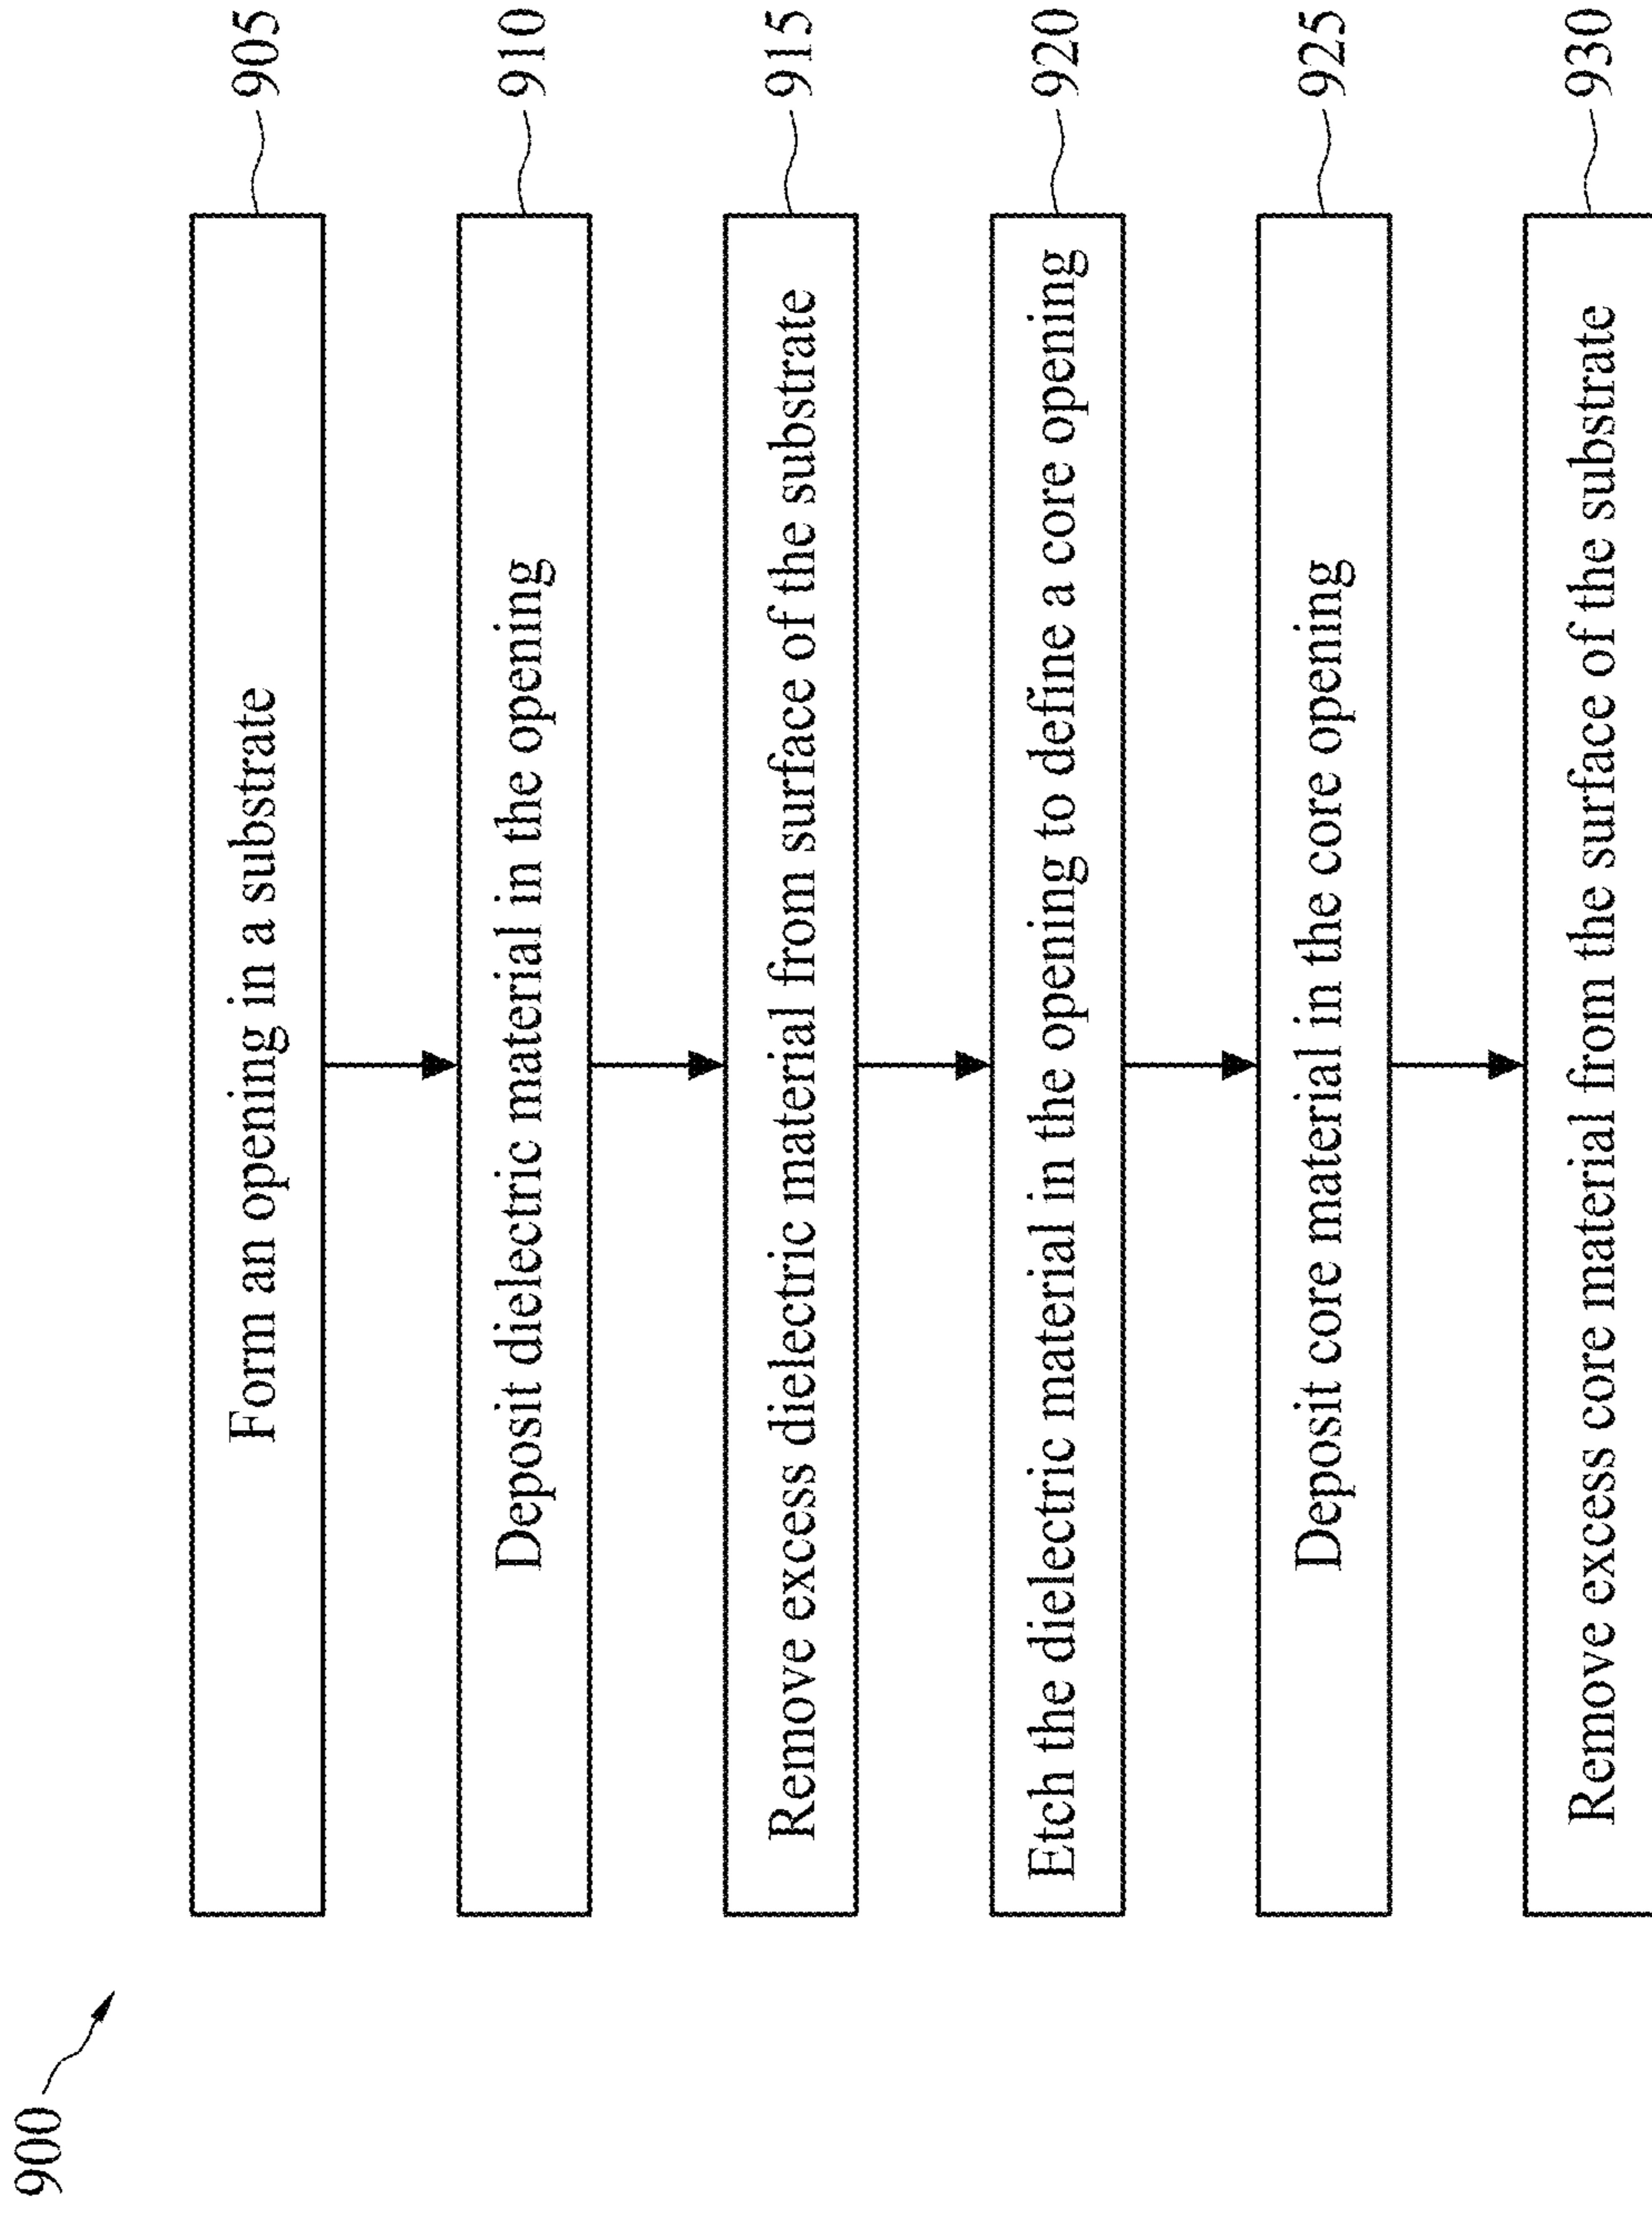 900
Form an opening in a substrate
905
Deposit dielectric material in the opening
910
Remove excess dielectric material from surface of the substrate
915
Etch the dielectric material in the opening to define a core opening
920
Deposit core material in the core opening
925
Remove excess core material from the surface of the substrate
930